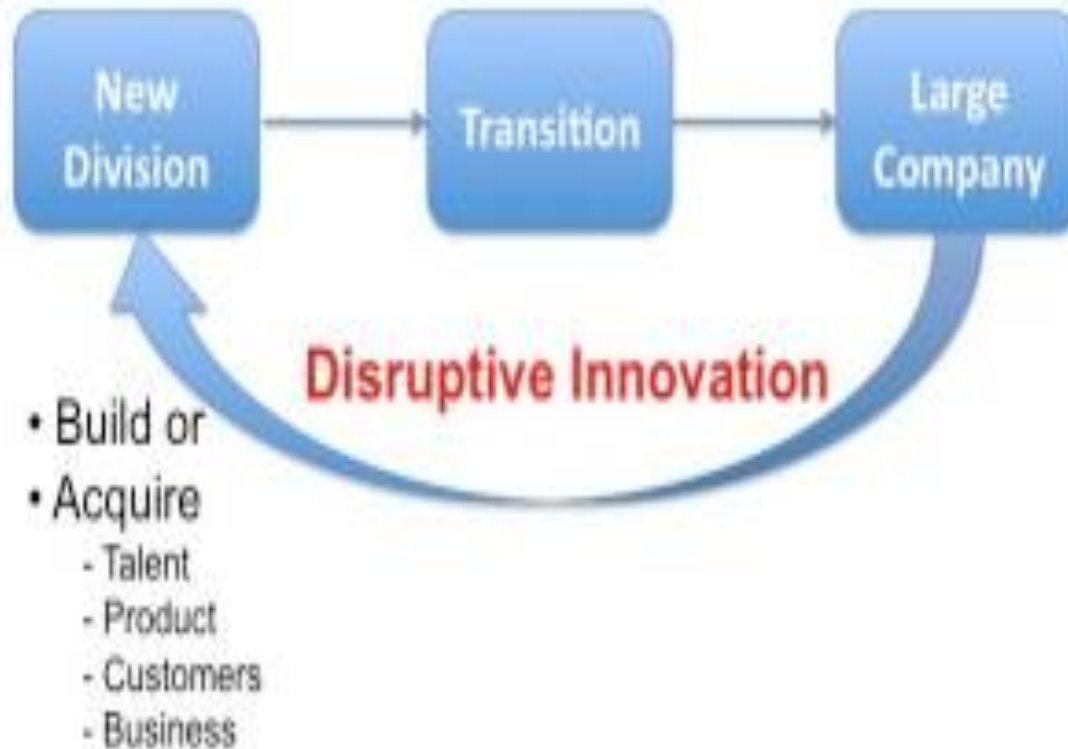 New
Division
Transition
Large
Company
Disruptive Innovation
• Build or
• Acquire
- Talent
- Product
- Customers
- Business